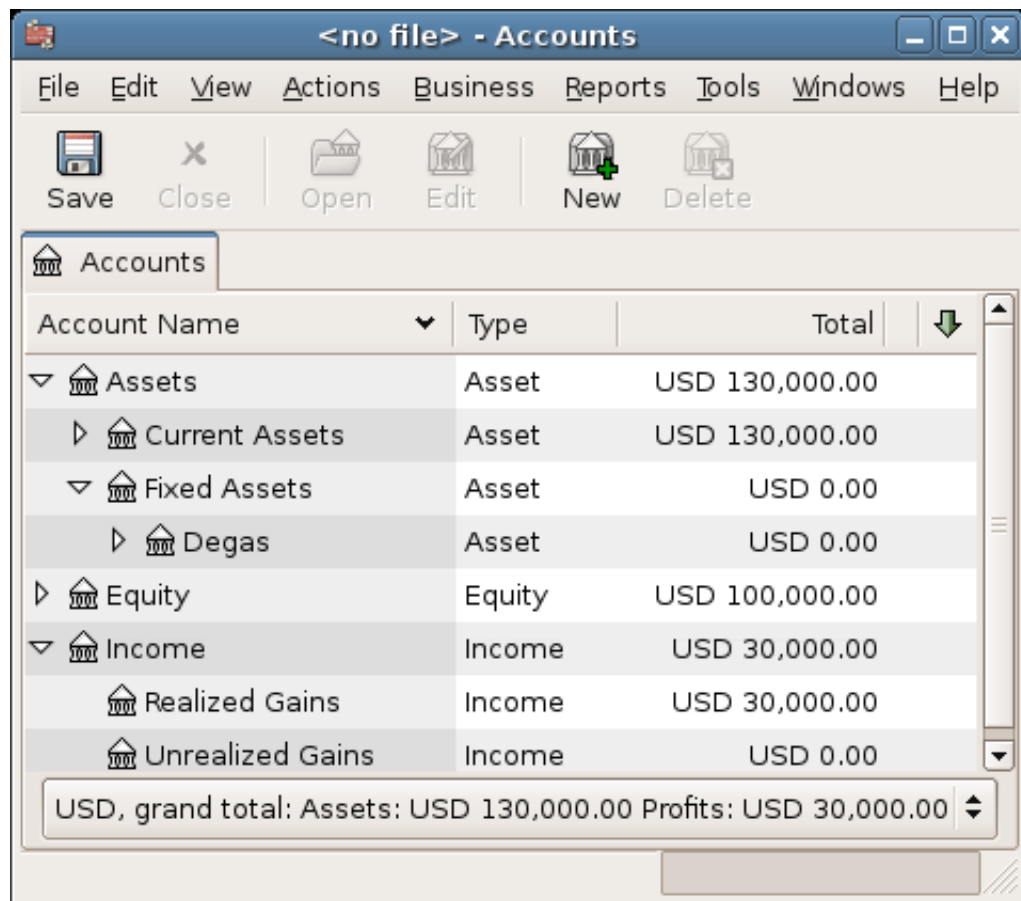 <no file> - Accounts
File Edit View Actions Business Reports Tools Windows Help
Save Close Open Edit New Delete
Accounts
Account Name Type Total
Assets Asset USD 130,000.00
Current Assets Asset USD 130,000.00
Fixed Assets Asset USD 0.00
Degas Asset USD 0.00
Equity Equity USD 100,000.00
Income Income USD 30,000.00
Realized Gains Income USD 30,000.00
Unrealized Gains Income USD 0.00
USD, grand total: Assets: USD 130,000.00 Profits: USD 30,000.00